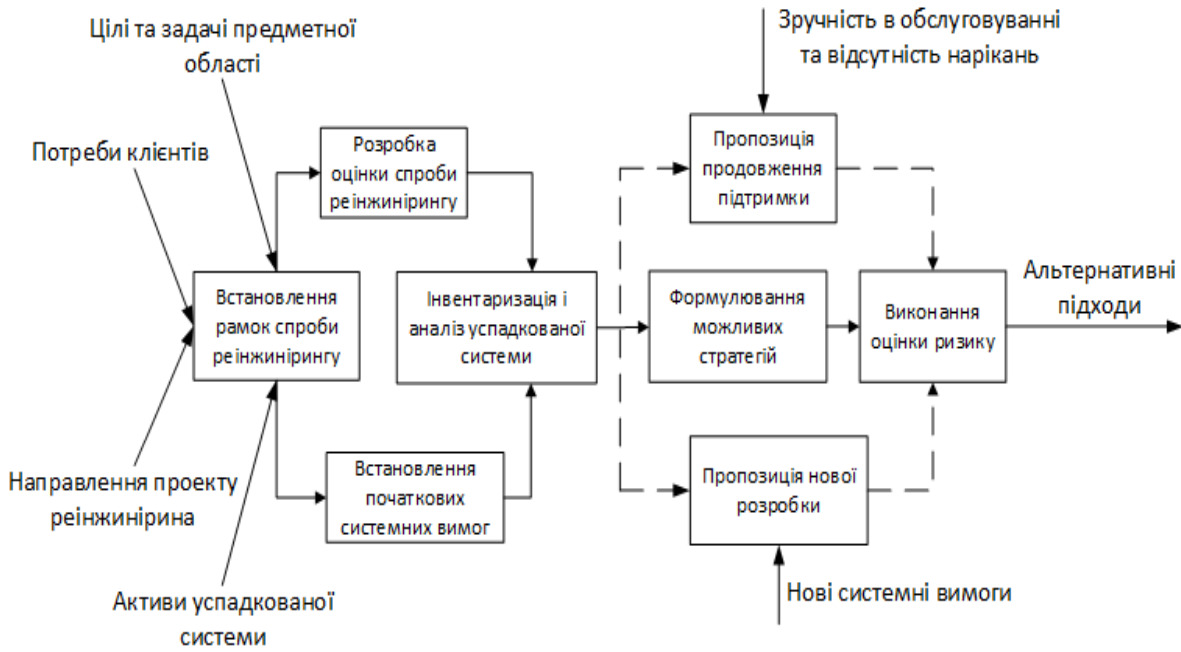 Цілі та задачі предметної
області
Зручність в обслуговуванні
та відсутність нарікань
Потреби клієнтів
Розробка
оцінки спроби
реінжинірингу
Пропозиція
продовження
підтримки
Встановлення
рамок спроби
реінжинірингу
Інвентаризація і
аналіз успадкованої
системи
Формулювання
можливих
стратегій
Виконання
оцінки ризику
Альтернативні
підходи
Направлення проекту
реінжинірина
Встановлення
початкових
системних вимог
Пропозиція нової
розробки
Активи успадкованої
системи
Нові системні вимоги